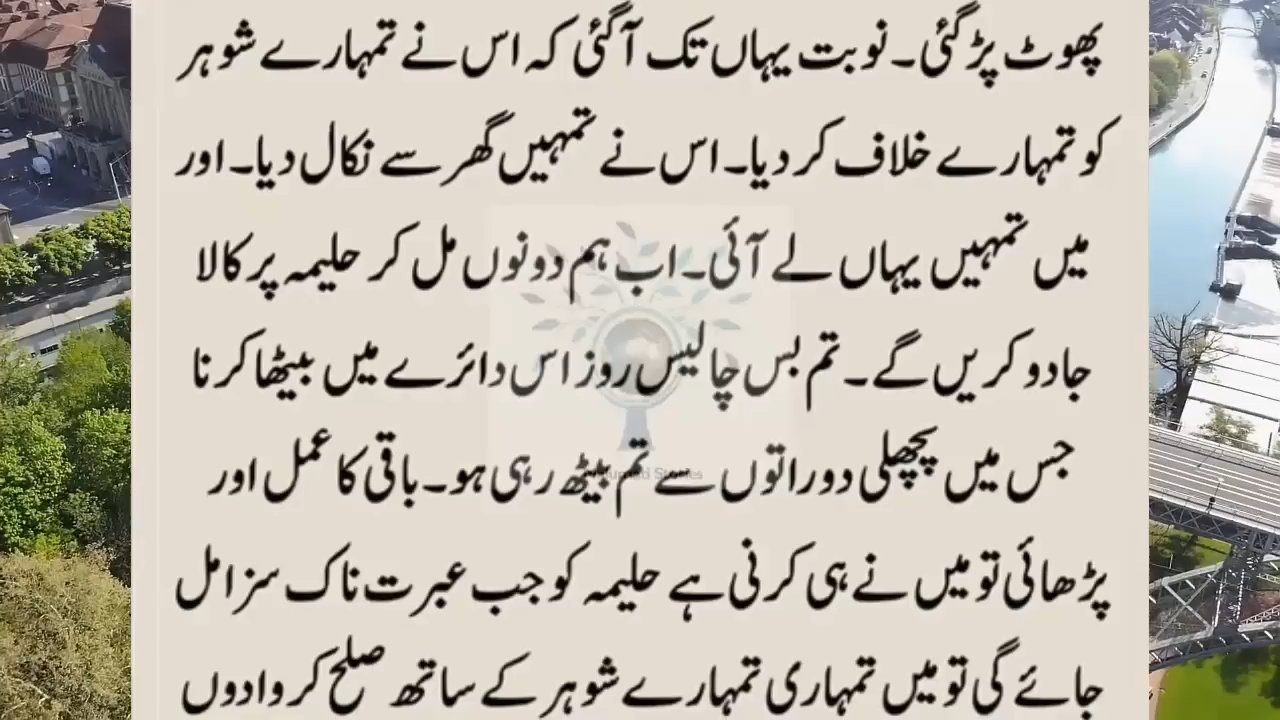 پھوٹ پڑ گئی۔ نوبت یہاں تک آ گئی کہ اس نے تمہارے شوہر
کو تمہارے خلاف کر دیا۔ اس نے تمہیں گھر سے نکال دیا۔ اور
میں تمہیں یہاں لے آئی۔ اب ہم دونوں مل کر حلیمہ پر کالا
جادو کریں گے۔ تم بس چالیس روز اس دائرے میں بیٹھا کرنا
جس میں پچھلی دو راتوں سے تم بیٹھ رہی ہو۔ باقی کا عمل اور
پڑھائی تو میں نے ہی کرنی ہے حلیمہ کو جب عبرت ناک سزا مل
جائے گی تو میں تمہاری تمہارے شوہر کے ساتھ صلح کروادوں
Stories